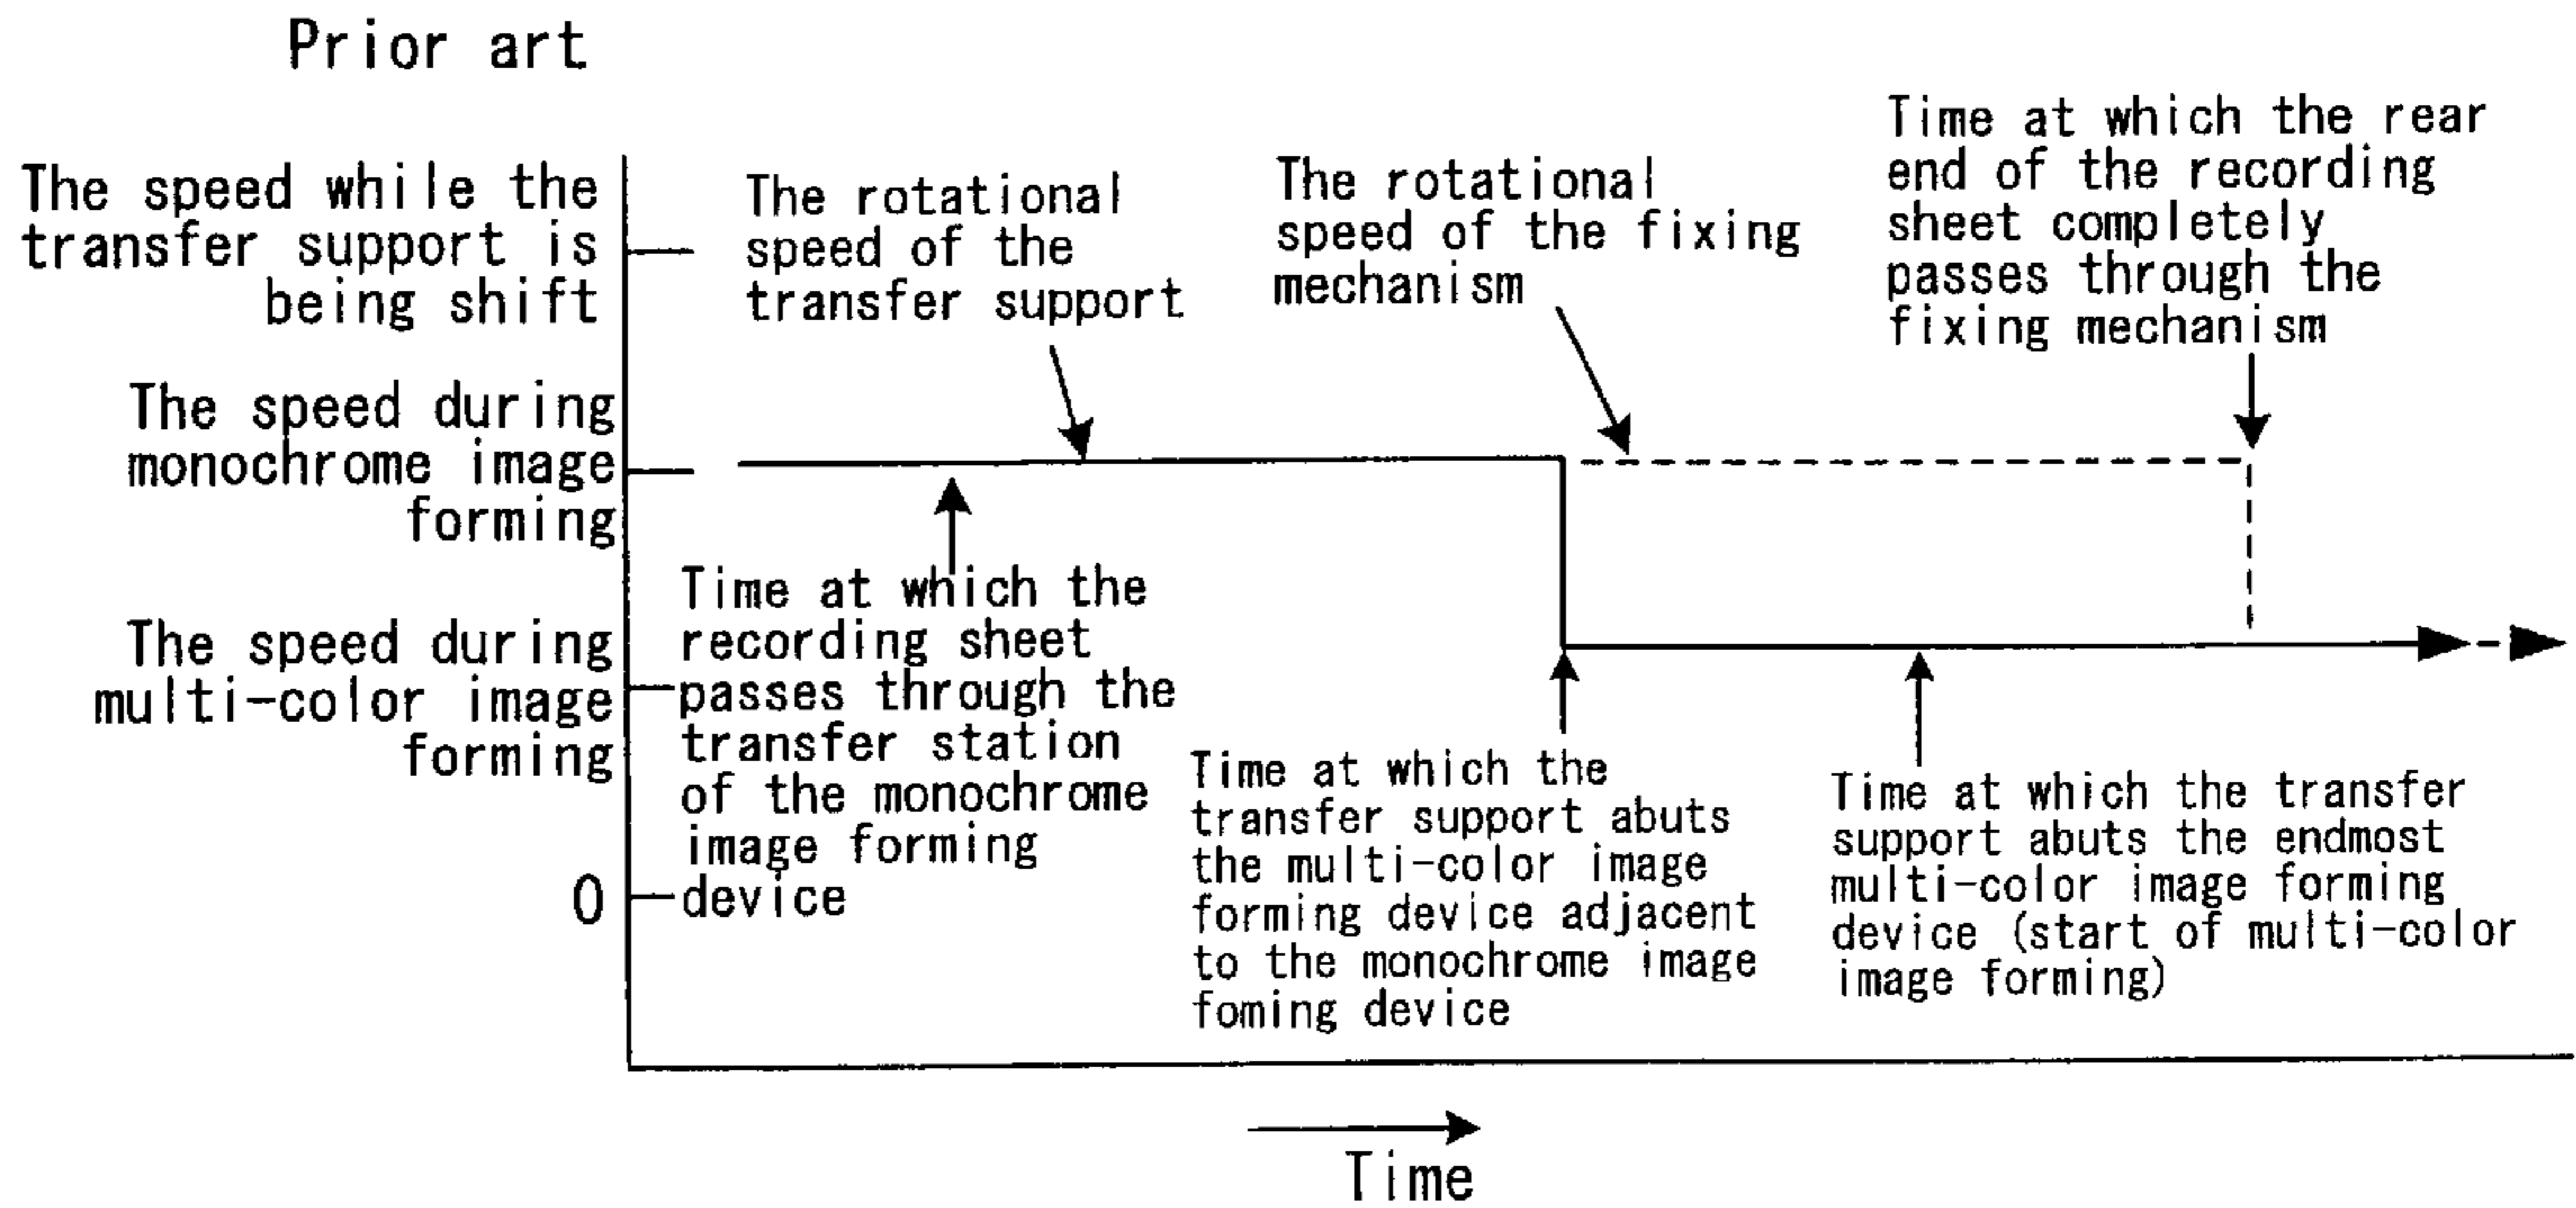 Prior art
The speed while the
transfer support is
being shift
The speed during
monochrome image
forming
The speed during
multi-color image
forming
0
The rotational
speed of the
transfer support
The rotational
speed of the fixing
mechanism
Time at which the rear
end of the recording
sheet completely
passes through the
fixing mechanism
Time at which the
recording sheet
passes through the
transfer station
of the monochrome
image forming
device
Time at which the
transfer support abuts
the multi-color image
forming device adjacent
to the monochrome image
foming device
Time at which the transfer
support abuts the endmost
multi-color image forming
device (start of multi-color
image forming)
Time